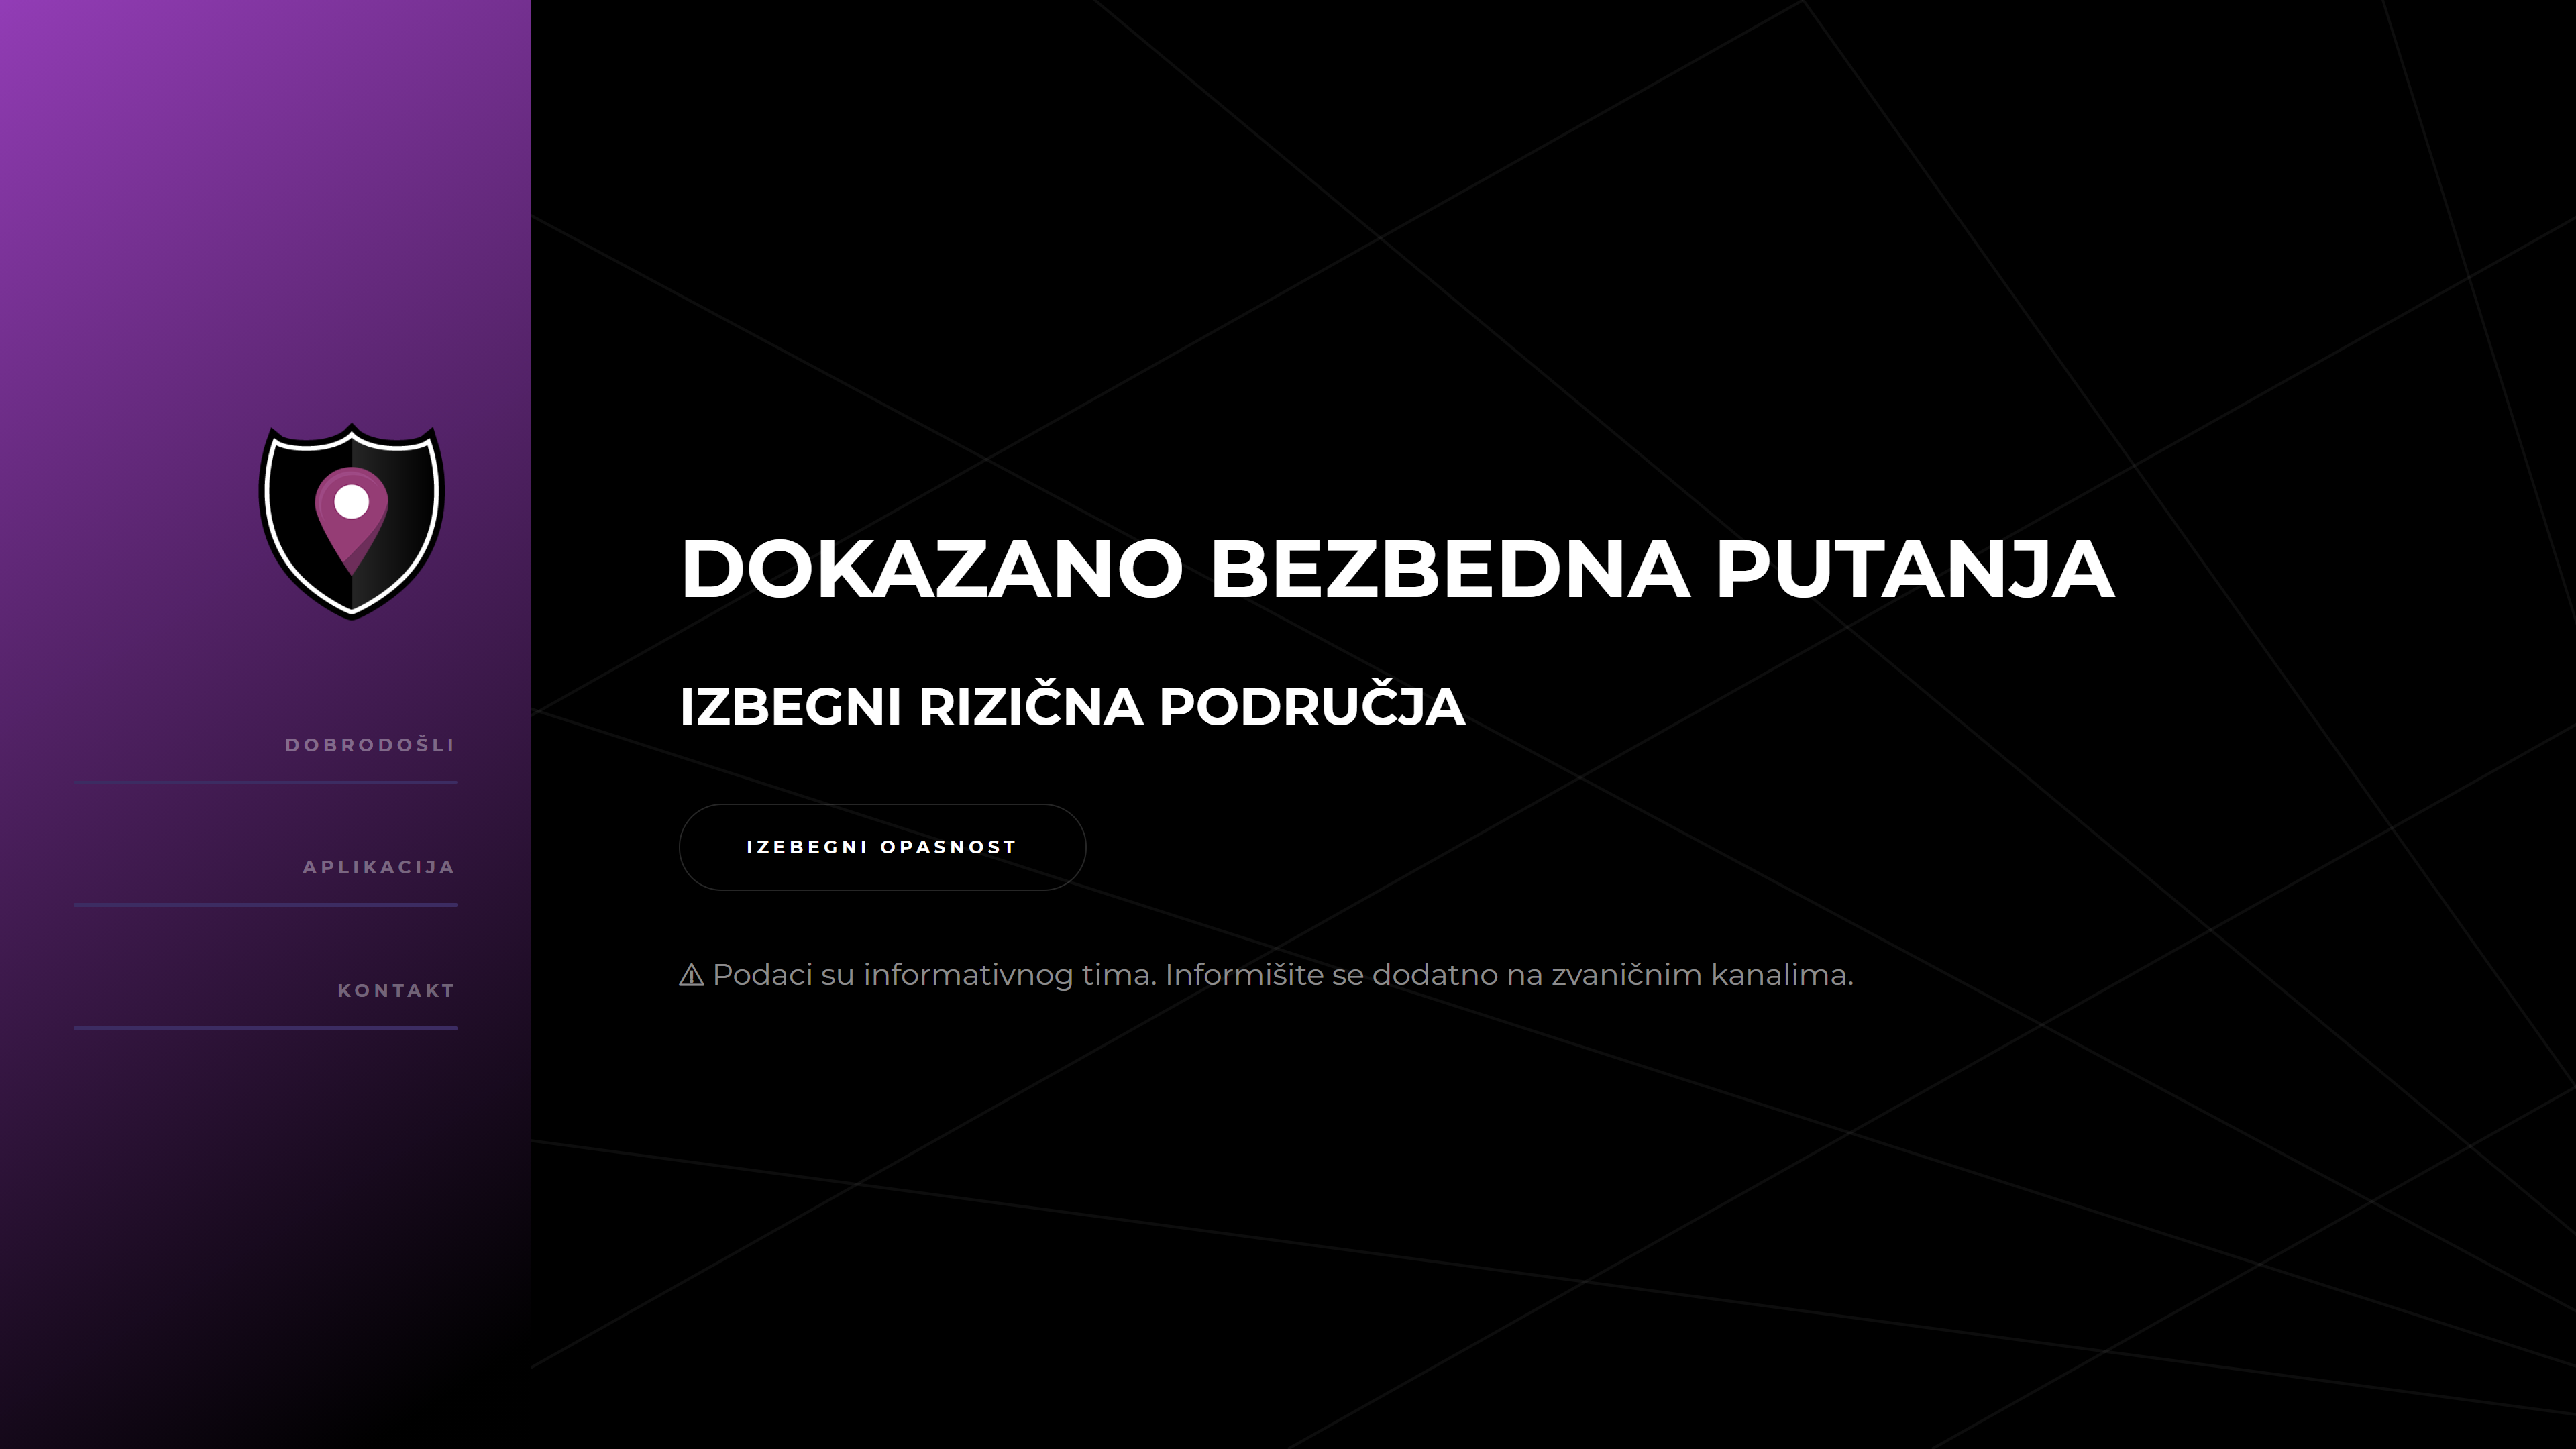 DOBRODOŠLI
APLIKACIJA
KONTAKT
DOKAZANO BEZBEDNA PUTANJA
IZBEGNI RIZIČNA PODRUČJA
IZEBEGNI OPASNOST
⚠ Podaci su informativnog tima. Informišite se dodatno na zvaničnim kanalima.